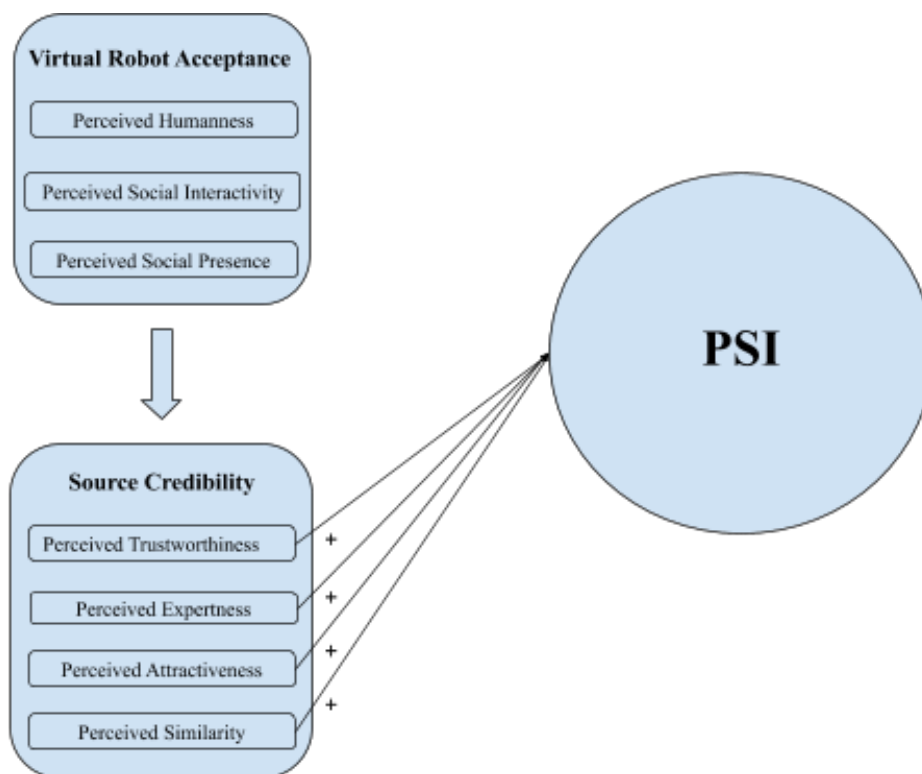 Virtual Robot Acceptance
Perceived Humanness
Perceived Social Interactivity
Perceived Social Presence
PSI
Source Credibility
Perceived Trustworthiness
+
Perceived Expertness
+
Perceived Attractiveness
+
Perceived Similarity
+